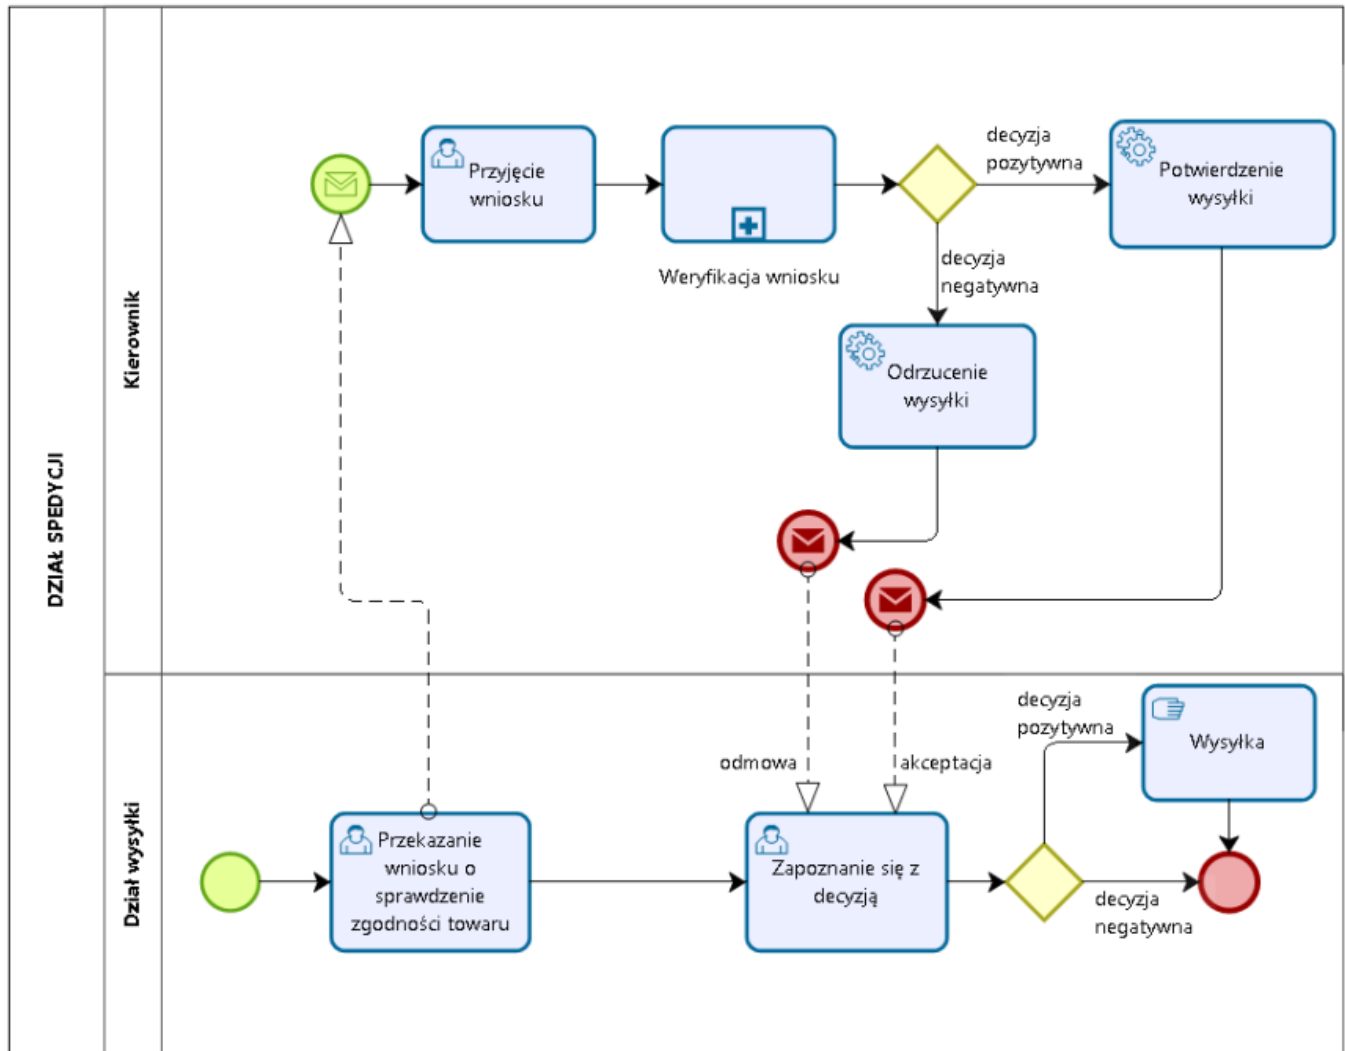 DZIAŁ SPEDYCJI
Kierownik
Przyjęcie
wniosku
Weryfikacja wniosku
decyzja
pozytywna
Potwierdzenie
wysyłki
decyzja
negatywna
Odrzucenie
wysyłki
odmowa
akceptacja
Dział wysyłki
Przekazanie
wniosku o
sprawdzenie
zgodności towaru
Zapoznanie się z
decyzją
decyzja
pozytywna
Wysyłka
decyzja
negatywna